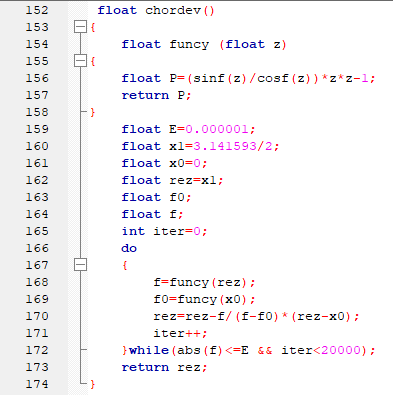 152 float chordev()
153 {
154 float funcy (float z)
155 {
156 float P=(sinf(z)/cosf(z))*z*z-1;
157 return P;
158 }
159 float E=0.000001;
160 float x1=3.141593/2;
161 float x0=0;
162 float rez=x1;
163 float f0;
164 float f;
165 int iter=0;
166 do
167 {
168 f=funcy(rez);
169 f0=funcy(x0);
170 rez=rez-f/(f-f0)*(rez-x0);
171 iter++;
172 }while(abs(f)<=E && iter<20000);
173 return rez;
174 }